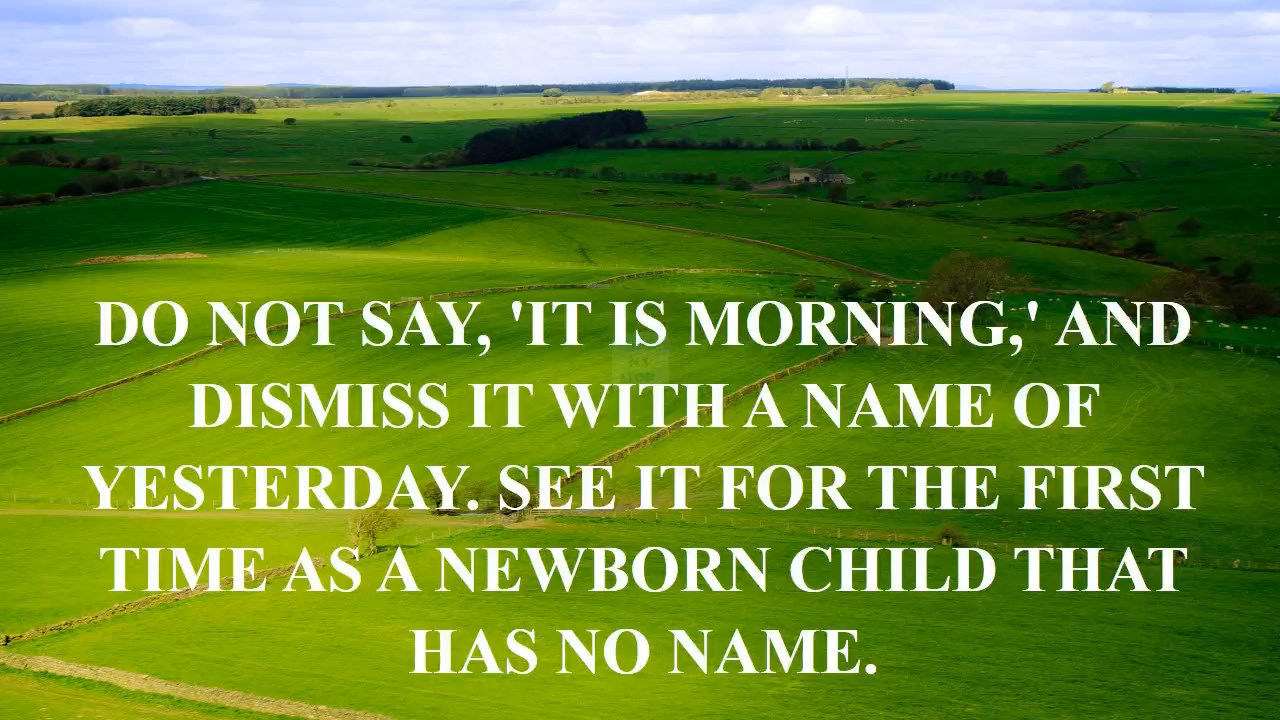 DO NOT SAY, 'IT IS MORNING,' AND
DISMISS IT WITH A NAME OF
YESTERDAY. SEE IT FOR THE FIRST
TIME AS A NEWBORN CHILD THAT
HAS NO NAME.